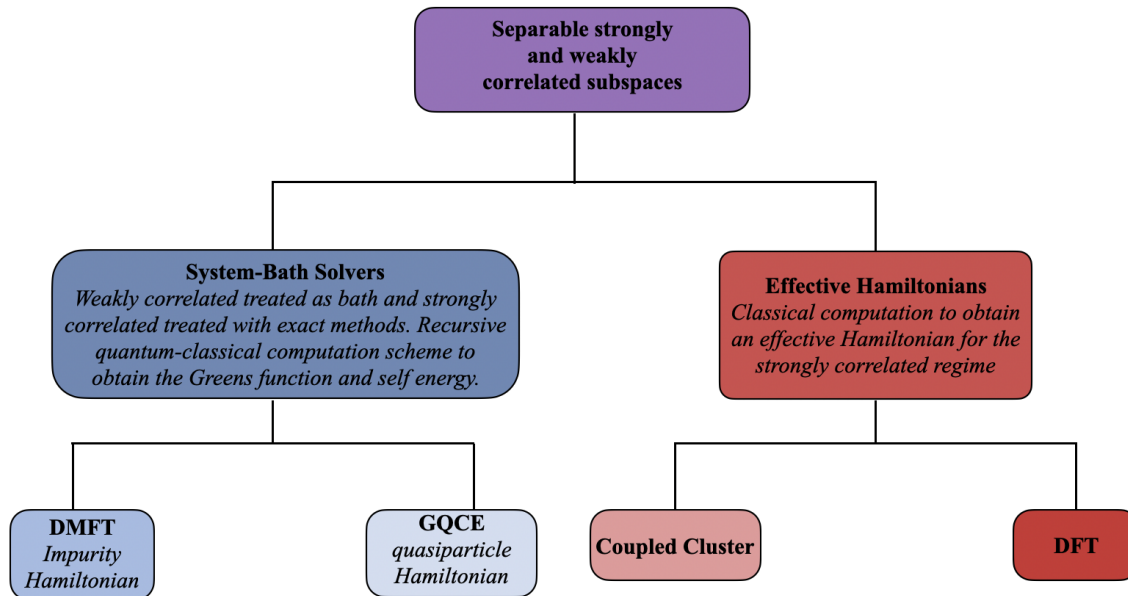 Separable strongly
and weakly
correlated subspaces
System-Bath Solvers
Weakly correlated treated as bath and strongly
correlated treated with exact methods. Recursive
quantum-classical computation scheme to
obtain the Greens function and self energy.
Effective Hamiltonians
Classical computation to obtain
an effective Hamiltonian for the
strongly correlated regime
DMFT
Impurity
Hamiltonian
GQCE
quasiparticle
Hamiltonian
Coupled Cluster
DFT